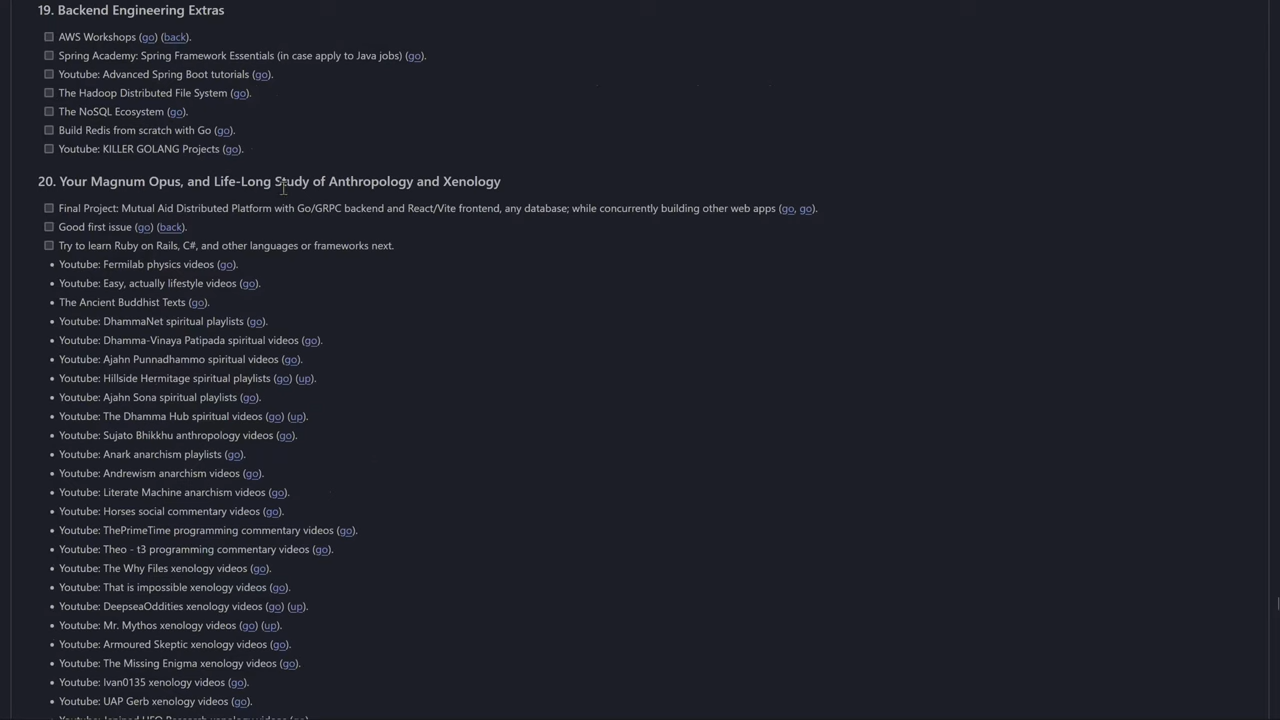 19. Backend Engineering Extras
AWS Workshops (go) (back).
Spring Academy: Spring Framework Essentials (in case apply to Java jobs) (go).
Youtube: Advanced Spring Boot tutorials (go).
The Hadoop Distributed File System (go).
The NoSQL Ecosystem (go).
Build Redis from scratch with Go (go).
Youtube: KILLER GOLANG Projects (go).
20. Your Magnum Opus, and Life-Long Study of Anthropology and Xenology
Final Project: Mutual Aid Distributed Platform with Go/GRPC backend and React/Vite frontend, any database; while concurrently building other web apps (go, go).
Good first issue (go) (back).
Try to learn Ruby on Rails, C#, and other languages or frameworks next.
• Youtube: Fermilab physics videos (go).
• Youtube: Easy, actually lifestyle videos (go).
• The Ancient Buddhist Texts (go).
• Youtube: DhammaNet spiritual playlists (go).
• Youtube: Dhamma-Vinaya Patipada spiritual videos (go).
• Youtube: Ajahn Punnadhammo spiritual videos (go).
• Youtube: Hillside Hermitage spiritual playlists (go) (up).
• Youtube: Ajahn Sona spiritual playlists (go).
• Youtube: The Dhamma Hub spiritual videos (go) (up).
• Youtube: Sujato Bhikkhu anthropology videos (go).
• Youtube: Anark anarchism playlists (go).
• Youtube: Andrewism anarchism videos (go).
• Youtube: Literate Machine anarchism videos (go).
• Youtube: Horses social commentary videos (go).
• Youtube: ThePrimeTime programming commentary videos (go).
• Youtube: Theo - t3 programming commentary videos (go).
• Youtube: The Why Files xenology videos (go).
• Youtube: That is impossible xenology videos (go).
• Youtube: DeepseaOddities xenology videos (go) (up).
• Youtube: Mr. Mythos xenology videos (go) (up).
• Youtube: Armoured Skeptic xenology videos (go).
• Youtube: The Missing Enigma xenology videos (go).
• Youtube: Ivan0135 xenology videos (go).
• Youtube: UAP Gerb xenology videos (go).